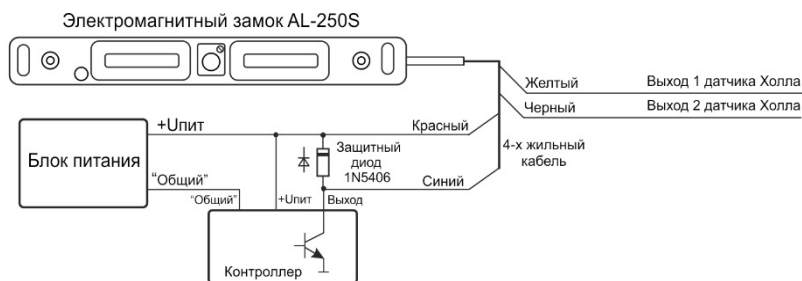 Электромагнитный замок AL-250S
Желтый
Выход 1 датчика Холла
Черный
Выход 2 датчика Холла
+Uпит
Красный
Блок питания
Защитный
диод
1N5406
4-х жильный
кабель
"Общий"
Синий
"Общий"
+Uпит
Выход
Контроллер